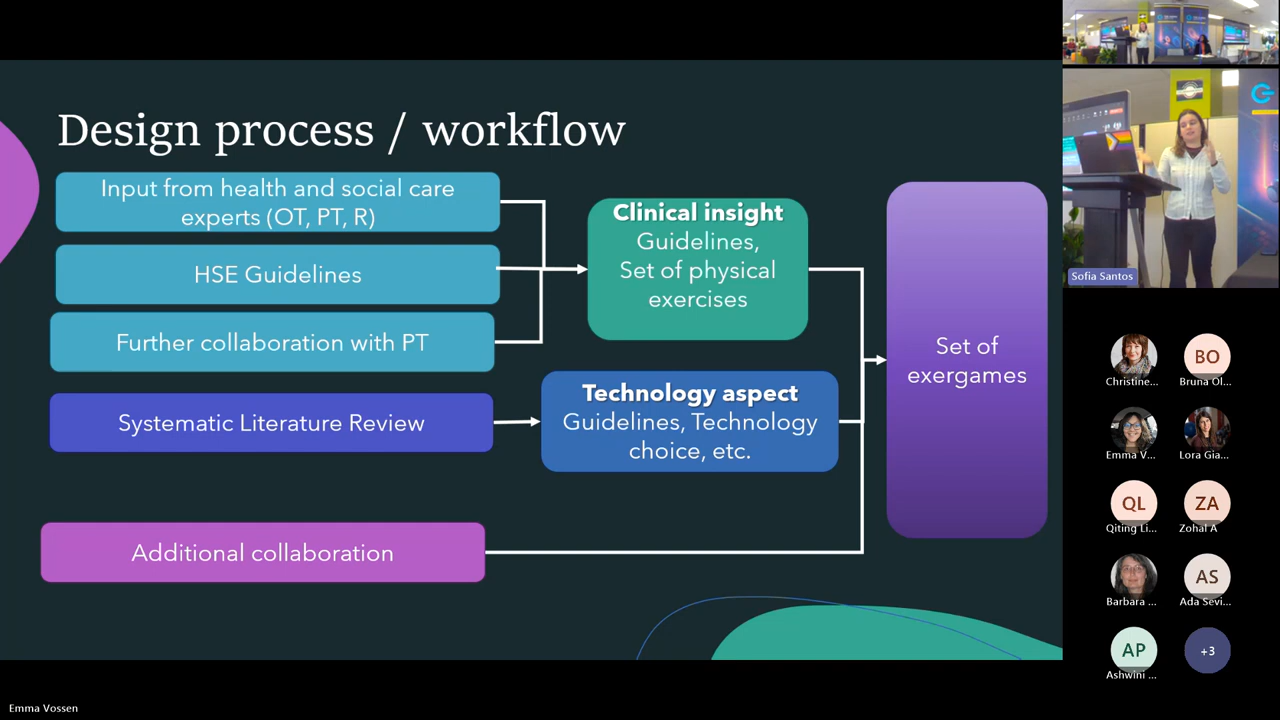 Design process / workflow
Input from health and social care
experts (OT, PT, R)
HSE Guidelines
Further collaboration with PT
Systematic Literature Review
Additional collaboration
Clinical insight
Guidelines,
Set of physical
exercises
Technology aspect
Guidelines, Technology
choice, etc.
Set of
exergames
Sofia Santos
Christine...
BO
Bruna Ol...
Emma V...
Lora Gia...
QL
Qiting Li...
ZA
Zohal A
Barbara ...
AS
Ada Sevi...
AP
Ashwini ...
+3
Emma Vossen